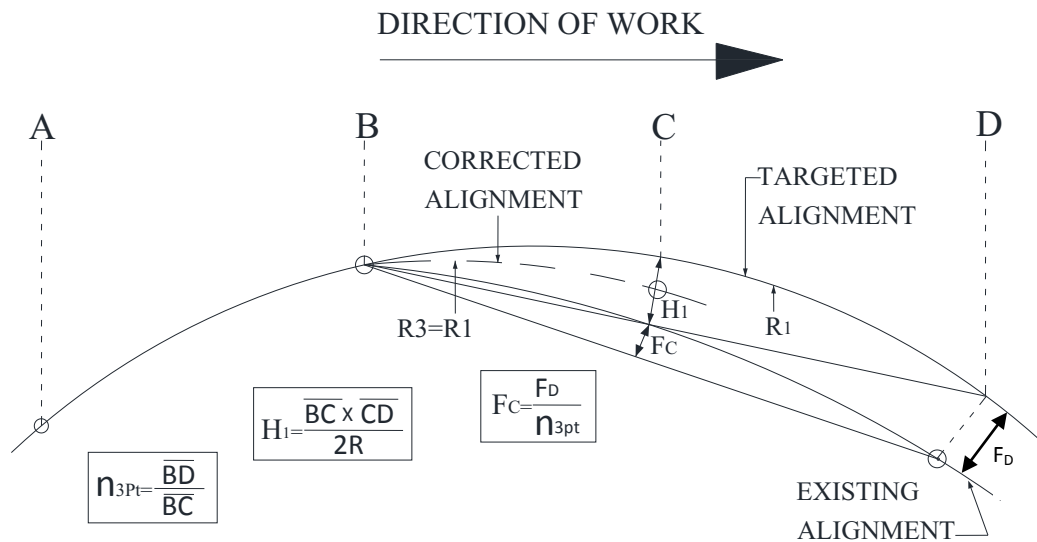 DIRECTION OF WORK
A
B
C
D
CORRECTED
ALIGNMENT
TARGETED
ALIGNMENT
R3=R1
H1
R1
FC
H1=BC x CD
2R
FC=FD
n3pt
n3Pt=BD
BC
FD
EXISTING
ALIGNMENT